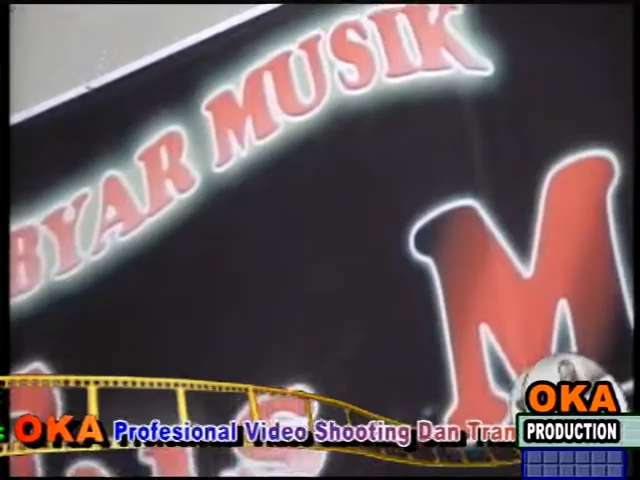 BYAR MUSIK
M
OKA Profesional Video Shooting Dan Tran
OKA
PRODUCTION